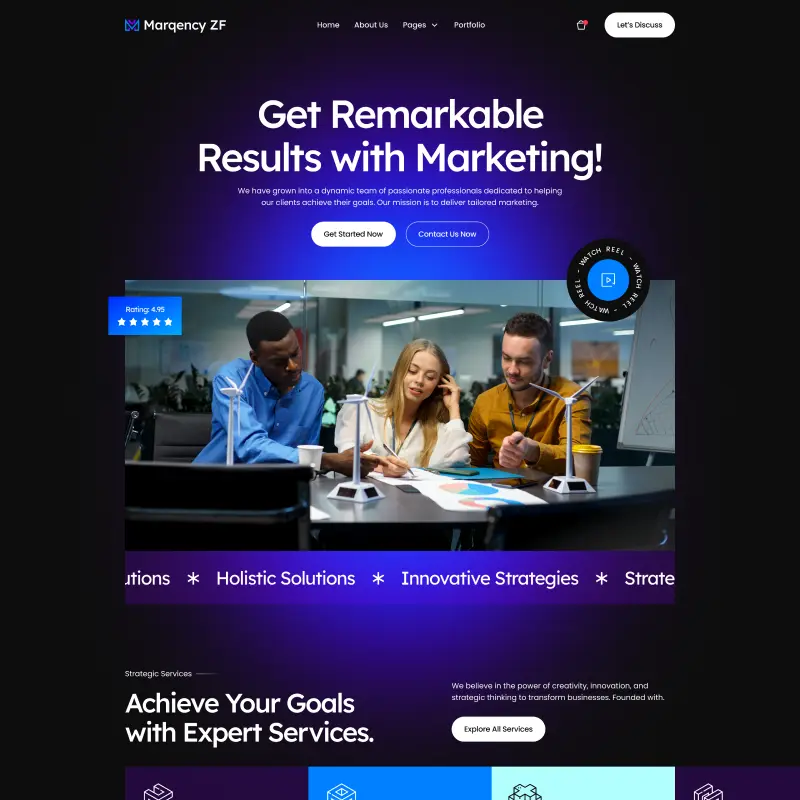 Marqency ZF
Home
About Us
Pages
Portfolio
Let's Discuss
Get Remarkable
Results with Marketing!
We have grown into a dynamic team of passionate professionals dedicated to helping
our clients achieve their goals. Our mission is to deliver tailored marketing.
Get Started Now
Contact Us Now
WATCH REEL - WATCH REEL - WATCH REEL -
Rating: 4.95
utions * Holistic Solutions * Innovative Strategies * Strate
Strategic Services
Achieve Your Goals
with Expert Services.
We believe in the power of creativity, innovation, and
strategic thinking to transform businesses. Founded with.
Explore All Services